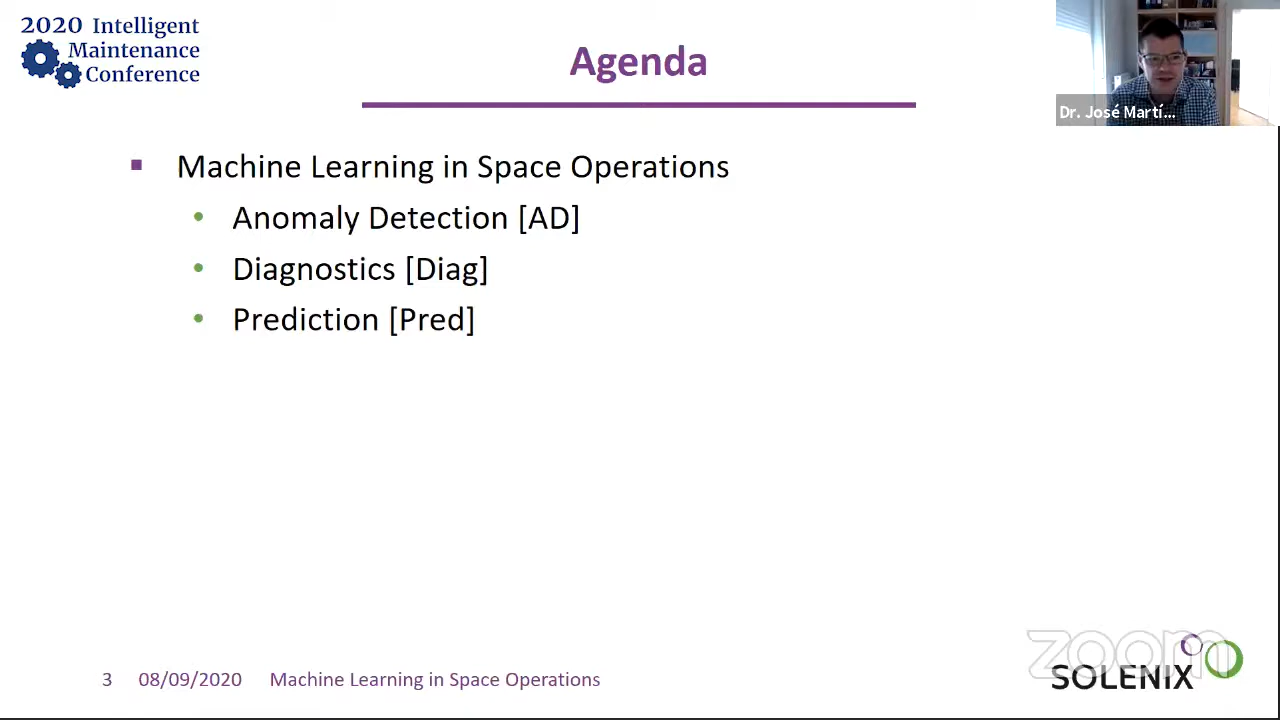 2020 Intelligent
Maintenance
Conference
Agenda
Dr. José Martí...
Machine Learning in Space Operations
Anomaly Detection [AD]
Diagnostics [Diag]
Prediction [Pred]
3 08/09/2020 Machine Learning in Space Operations
zoom
SOLENIX